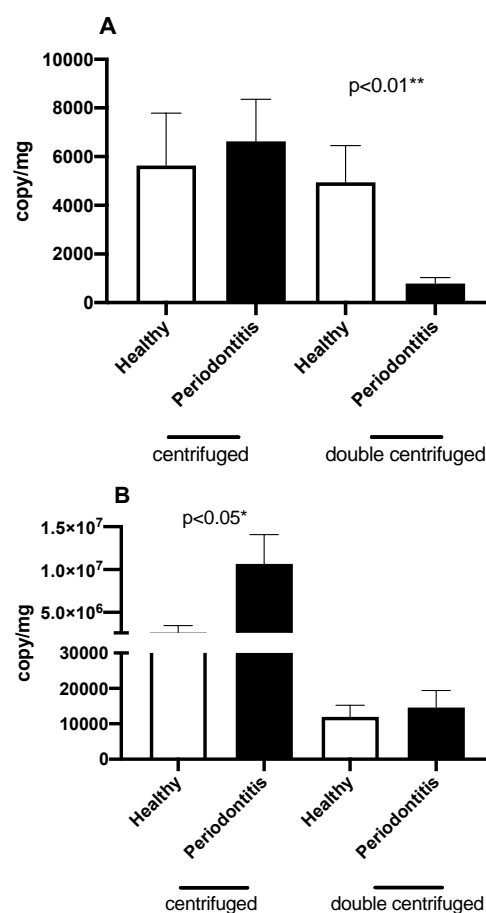 A
10000
8000
6000
4000
2000
0
copy/mg
p<0.01**
Healthy
Periodontitis
Healthy
Periodontitis
centrifuged
double centrifuged
B
1.5×10⁷
1.0×10⁷
5.0×10⁶
30000
20000
10000
0
copy/mg
p<0.05*
Healthy
Periodontitis
Healthy
Periodontitis
centrifuged
double centrifuged